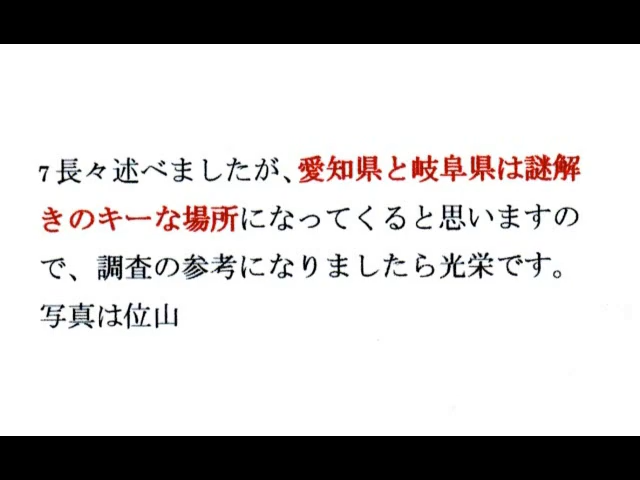 7長々述べましたが、愛知県と岐阜県は謎解
きのキーな場所になってくると思いますの
で、調査の参考になりましたら光栄です。
写真は位山